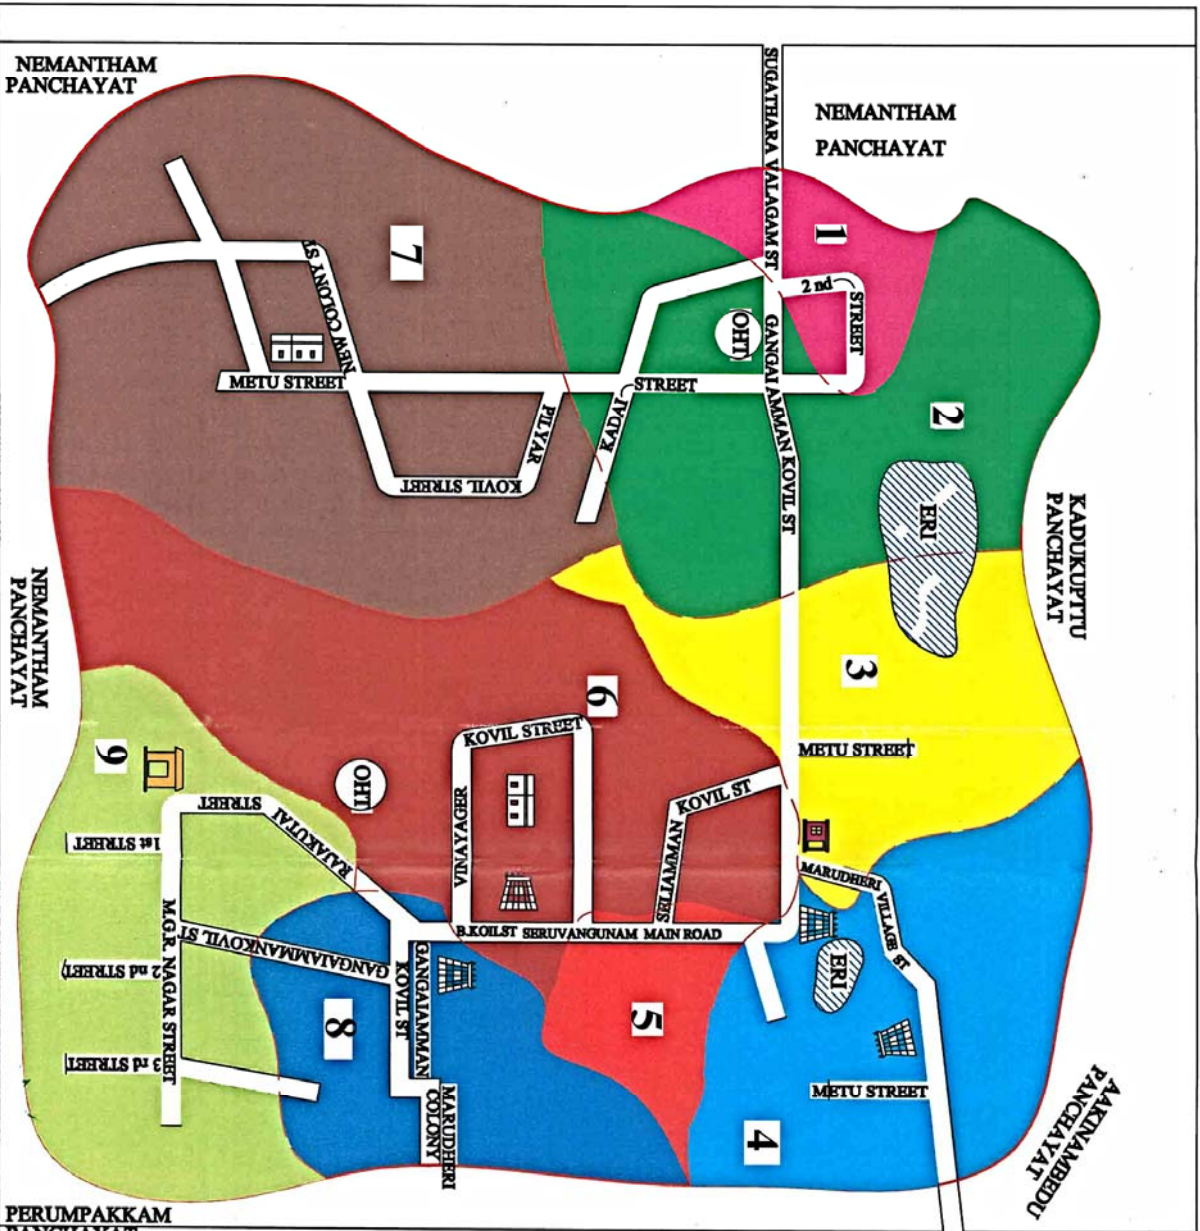 NEMANTHAM
PANCHAYAT
SUGATHARA VALAGAM ST
NEMANTHAM
PANCHAYAT
1
2 nd
STREET
7
NEW COLONY ST
OHT
GANGAI AMMAN KOVIL ST
METU STREET
STREET
KADAI
PILYAR
KOVIL STREET
2
ERI
KADUKUPTTU
PANCHAYAT
NEMANTHAM
PANCHAYAT
3
6
KOVIL STREET
METU STREET
9
OHT
VINAYAGER
SELIAMMAN
KOVIL ST
STREET
RAJAKUTAI
1st STREET
MARUDHERI
VILLAGE ST
M.G.R. NAGAR STREET
GANGAIAMMANKOVIL ST
B.KOILST
SERUVANGUNAM MAIN ROAD
ERI
2 nd STREET
GANGAIAMMAN
KOVIL ST
8
5
3 rd STREET
MARUDHERI
COLONY
METU STREET
4
AAKINAMBEDU
PANCHAYAT
PERUMPAKKAM